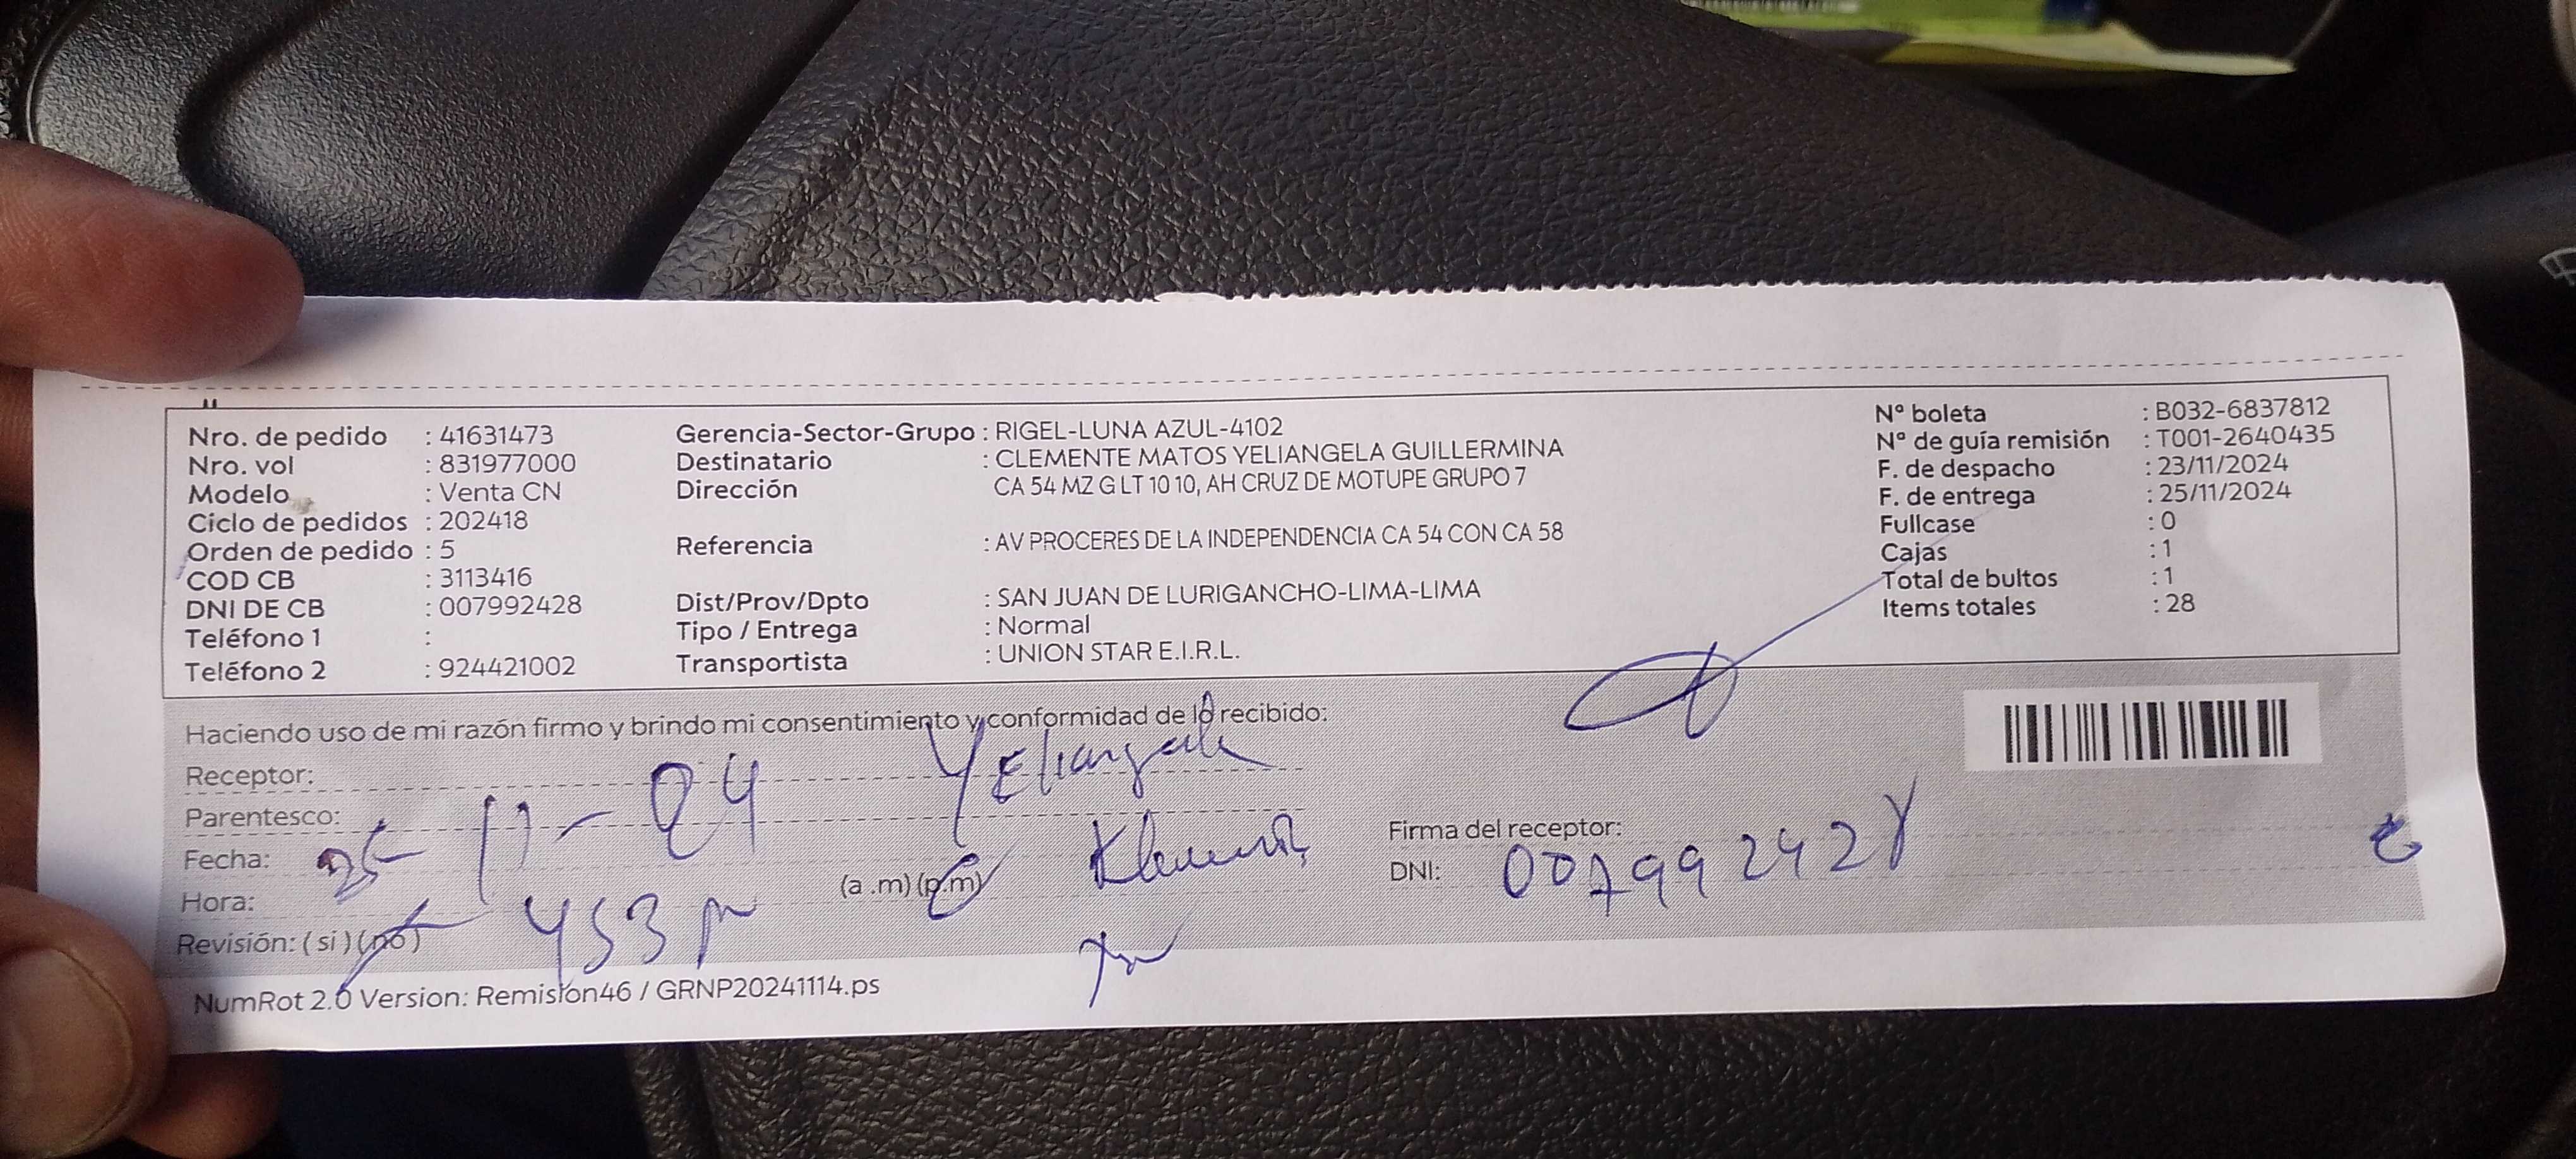 Nro. de pedido : 41631473
Nro. vol : 831977000
Modelo : Venta CN
Ciclo de pedidos : 202418
Orden de pedido : 5
COD CB : 3113416
DNI DE CB : 007992428
Teléfono 1 :
Teléfono 2 : 924421002
Gerencia-Sector-Grupo : RIGEL-LUNA AZUL-4102
Destinatario : CLEMENTE MATOS YELIANGELA GUILLERMINA
Dirección CA 54 MZ G LT 10 10, AH CRUZ DE MOTUPE GRUPO 7
Referencia : AV PROCERES DE LA INDEPENDENCIA CA 54 CON CA 58
Dist/Prov/Dpto : SAN JUAN DE LURIGANCHO-LIMA-LIMA
Tipo / Entrega : Normal
Transportista : UNION STAR E.I.R.L.
N° boleta : B032-6837812
N° de guía remisión : T001-2640435
F. de despacho : 23/11/2024
F. de entrega : 25/11/2024
Fullcase : 0
Cajas : 1
Total de bultos : 1
Items totales : 28
Haciendo uso de mi razón firmo y brindo mi consentimiento y conformidad de lo recibido:
Receptor: Yeliangela
Parentesco:
Fecha: 25-11-24
Hora: 453 p (a .m) (p.m)
Revisión: ( si ) ( no )
Firma del receptor:
DNI: 007992428
NumRot 2.0 Version: Remision46 / GRNP20241114.ps